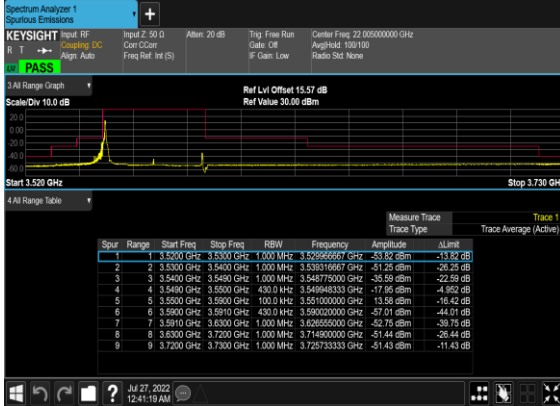 Spectrum Analyzer 1
Spurious Emissions
+
KEYSIGHT Input: RF Input Z: 50 Ω Atten: 20 dB Trig: Free Run Center Freq: 22.005000000 GHz
R T Coupling: DC Corr CCorr Gate: Off Avg|Hold: 100/100
Align: Auto Freq Ref: Int (S) IF Gain: Low Radio Std: None
PASS
3 All Range Graph
Ref Lvl Offset 15.57 dB
Scale/Div 10.0 dB Ref Value 30.00 dBm
20.0
0.00
-20.0
-40.0
-60.0
Start 3.520 GHz Stop 3.730 GH
4 All Range Table
Measure Trace Trace 1
Trace Type Trace Average (Active)
Spur Range Start Freq Stop Freq RBW Frequency Amplitude ΔLimit
1 1 3.5200 GHz 3.5300 GHz 1.000 MHz 3.529966667 GHz -53.82 dBm -13.82 dB
2 2 3.5300 GHz 3.5400 GHz 1.000 MHz 3.539316667 GHz -51.25 dBm -26.25 dB
3 3 3.5400 GHz 3.5490 GHz 1.000 MHz 3.548775000 GHz -35.59 dBm -22.59 dB
4 4 3.5490 GHz 3.5500 GHz 430.0 kHz 3.549948333 GHz -17.95 dBm -4.952 dB
5 5 3.5500 GHz 3.5900 GHz 100.0 kHz 3.551000000 GHz 13.58 dBm -16.42 dB
6 6 3.5900 GHz 3.5910 GHz 430.0 kHz 3.590020000 GHz -57.01 dBm -44.01 dB
7 7 3.5910 GHz 3.6300 GHz 1.000 MHz 3.626555000 GHz -52.75 dBm -39.75 dB
8 8 3.6300 GHz 3.7200 GHz 1.000 MHz 3.714900000 GHz -51.44 dBm -26.44 dB
9 9 3.7200 GHz 3.7300 GHz 1.000 MHz 3.725733333 GHz -51.43 dBm -11.43 dB
? Jul 27, 2022
12:41:19 AM